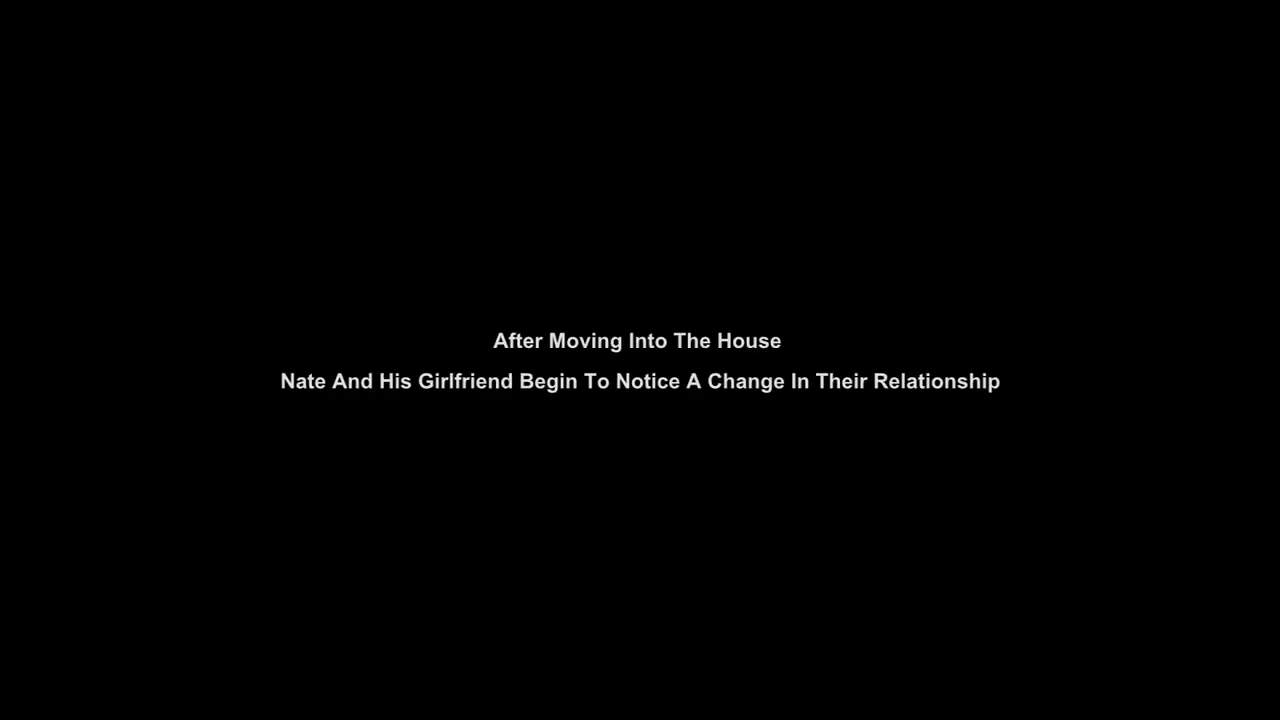 After Moving Into The House
Nate And His Girlfriend Begin To Notice A Change In Their Relationship